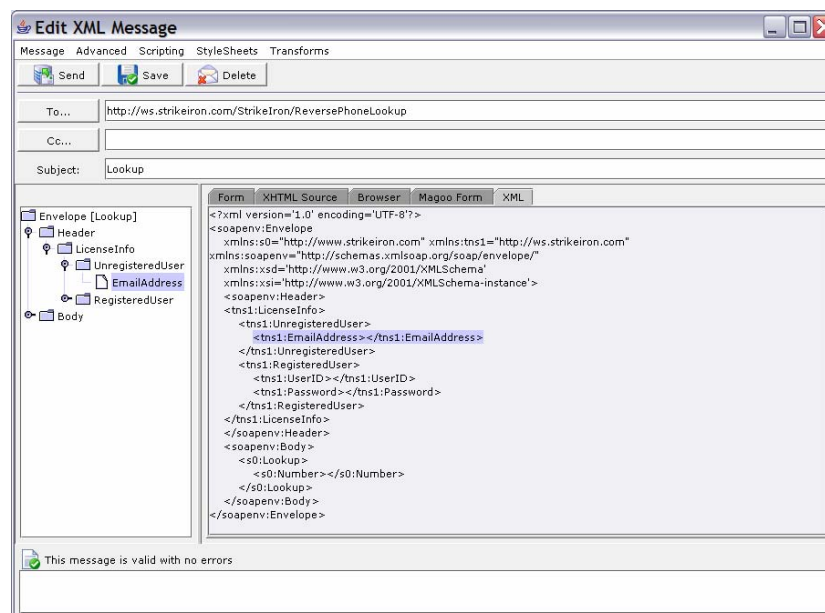 Edit XML Message
Message Advanced Scripting StyleSheets Transforms
Send Save Delete
To... http://ws.strikeiron.com/StrikeIron/ReversePhoneLookup
Cc...
Subject: Lookup
Envelope [Lookup]
Header
LicenseInfo
UnregisteredUser
EmailAddress
RegisteredUser
Body
Form XHTML Source Browser Magoo Form XML
<?xml version='1.0' encoding='UTF-8'?>
<soapenv:Envelope
xmlns:s0="http://www.strikeiron.com" xmlns:tns1="http://ws.strikeiron.com"
xmlns:soapenv="http://schemas.xmlsoap.org/soap/envelope/"
xmlns:xsd='http://www.w3.org/2001/XMLSchema'
xmlns:xsi='http://www.w3.org/2001/XMLSchema-instance'>
<soapenv:Header>
<tns1:LicenseInfo>
<tns1:UnregisteredUser>
<tns1:EmailAddress></tns1:EmailAddress>
</tns1:UnregisteredUser>
<tns1:RegisteredUser>
<tns1:UserID></tns1:UserID>
<tns1:Password></tns1:Password>
</tns1:RegisteredUser>
</tns1:LicenseInfo>
</soapenv:Header>
<soapenv:Body>
<s0:Lookup>
<s0:Number></s0:Number>
</s0:Lookup>
</soapenv:Body>
</soapenv:Envelope>
This message is valid with no errors